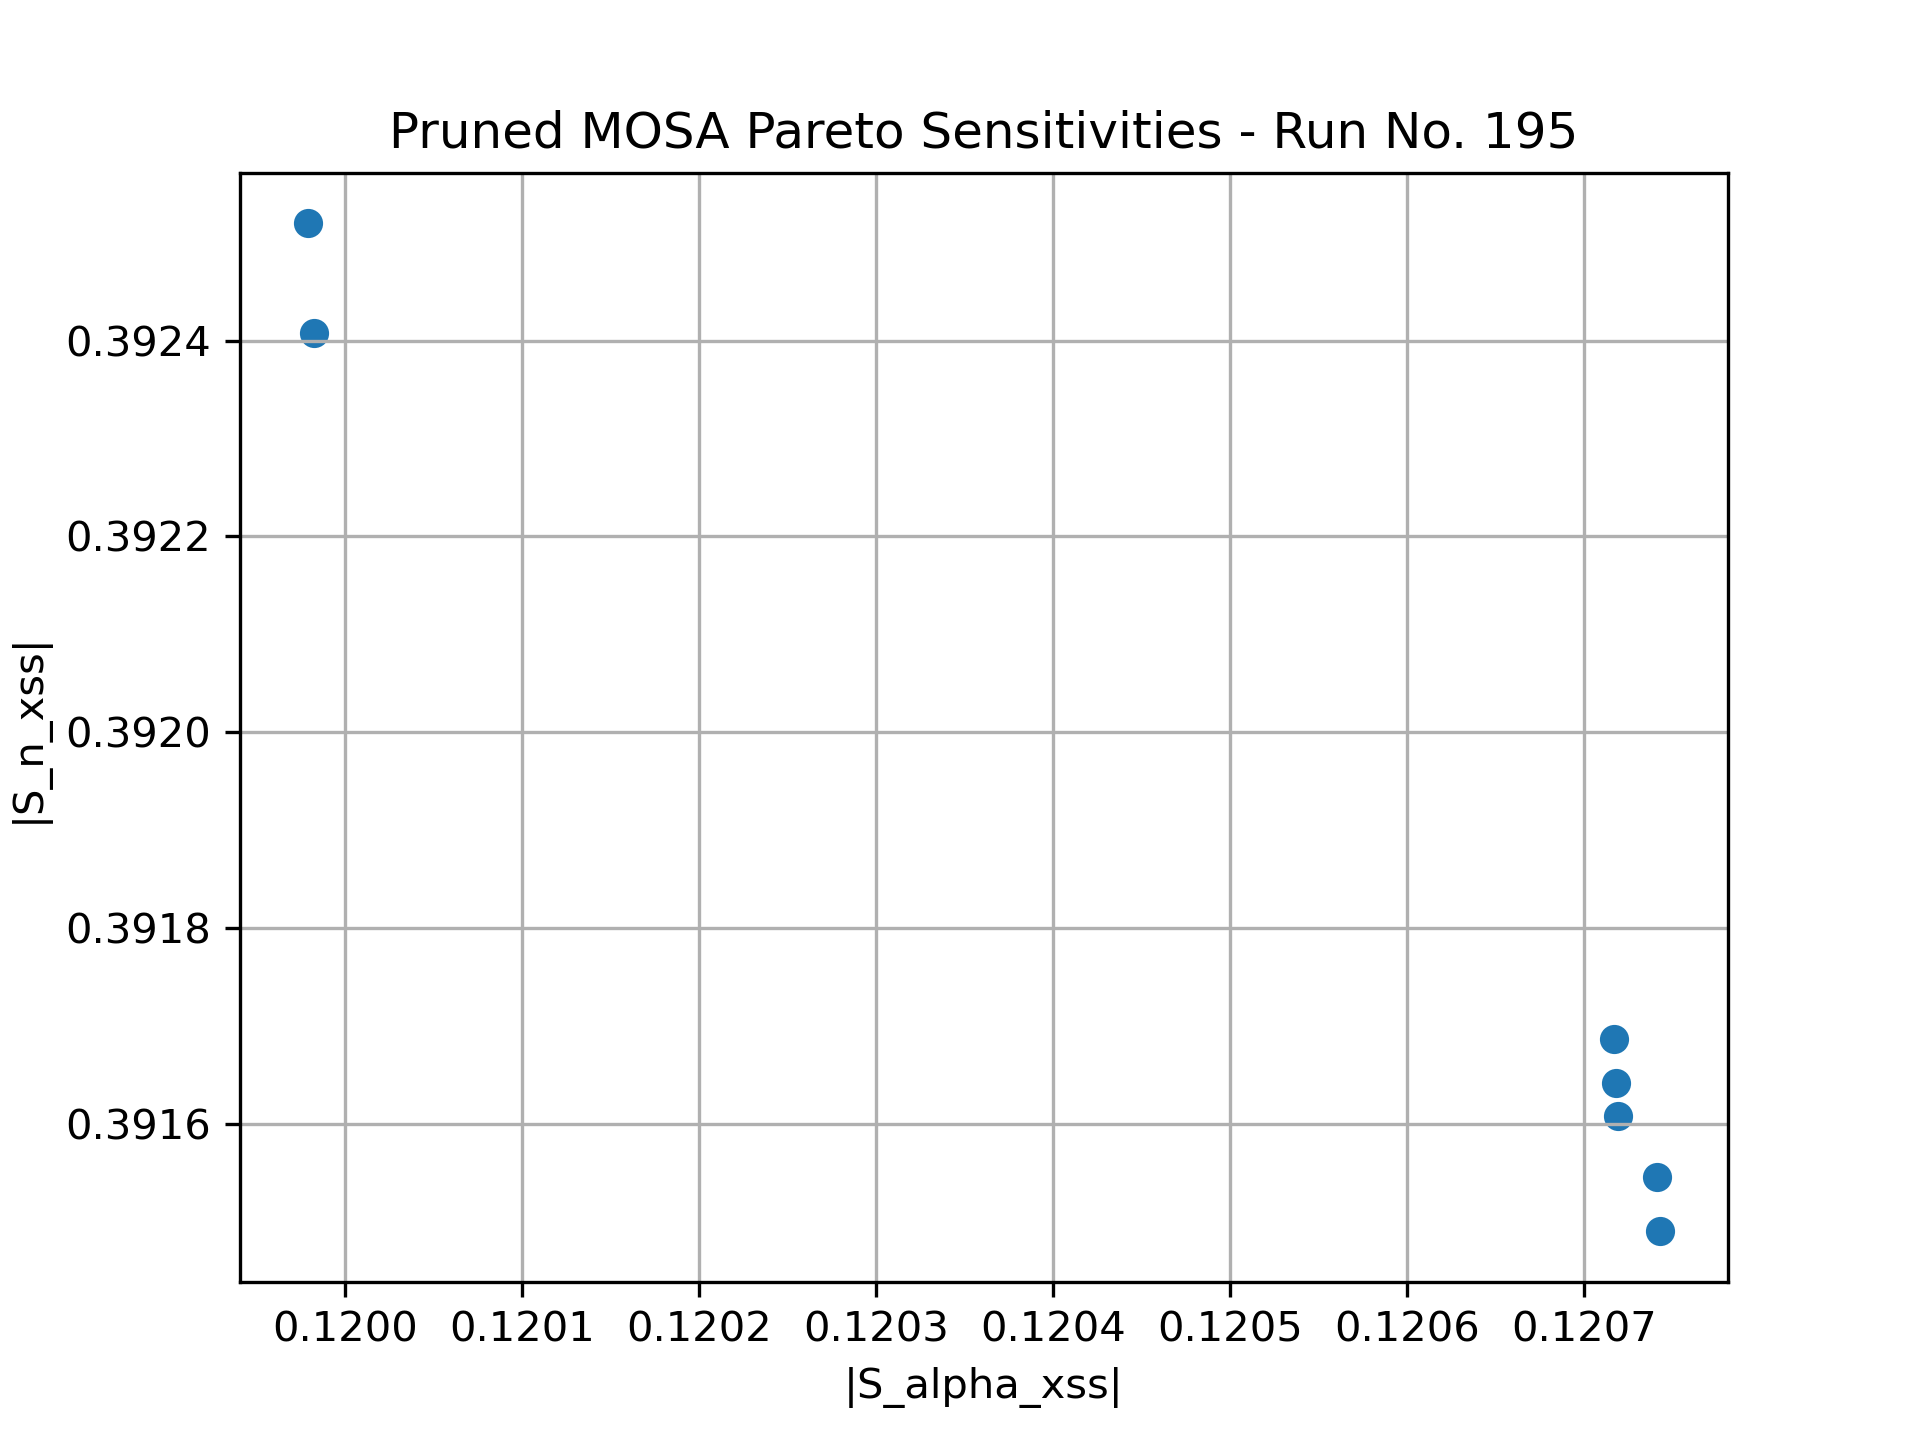 Pruned MOSA Pareto Sensitivities - Run No. 195
|S_n_xss|
0.3924
0.3922
0.3920
0.3918
0.3916
0.1200 0.1201 0.1202 0.1203 0.1204 0.1205 0.1206 0.1207
|S_alpha_xss|